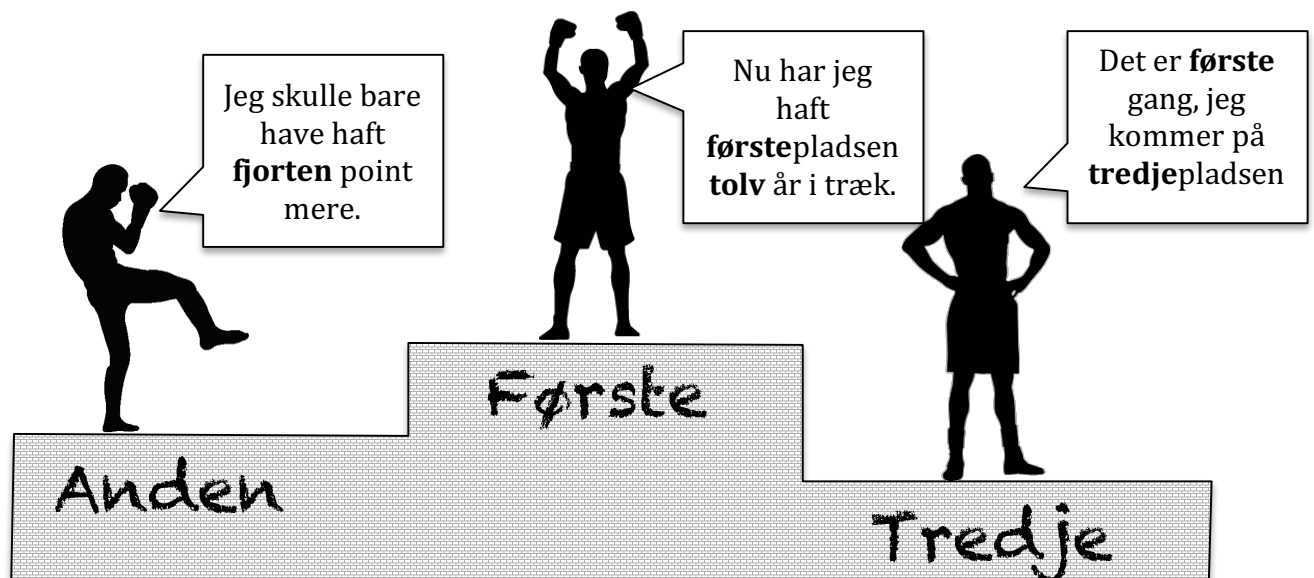 Jeg skulle bare
have haft
fjorten point
mere.
Nu har jeg
haft
førstepladsen
tolv år i træk.
Det er første
gang, jeg
kommer på
tredjepladsen
Første
Anden
Tredje